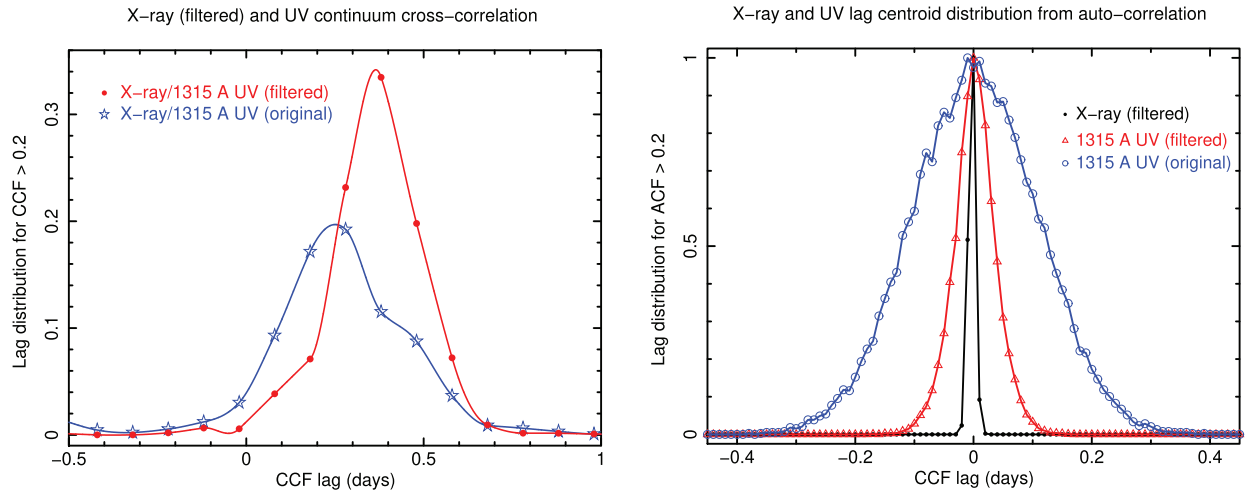 X−ray (filtered) and UV continuum cross−correlation
Lag distribution for CCF > 0.2
0.3
0.2
0.1
0
X−ray/1315 A UV (filtered)
X−ray/1315 A UV (original)
−0.5
0
0.5
1
CCF lag (days)
X−ray and UV lag centroid distribution from auto−correlation
Lag distribution for ACF > 0.2
1
0.5
0
X−ray (filtered)
1315 A UV (filtered)
1315 A UV (original)
−0.4
−0.2
0
0.2
0.4
CCF lag (days)